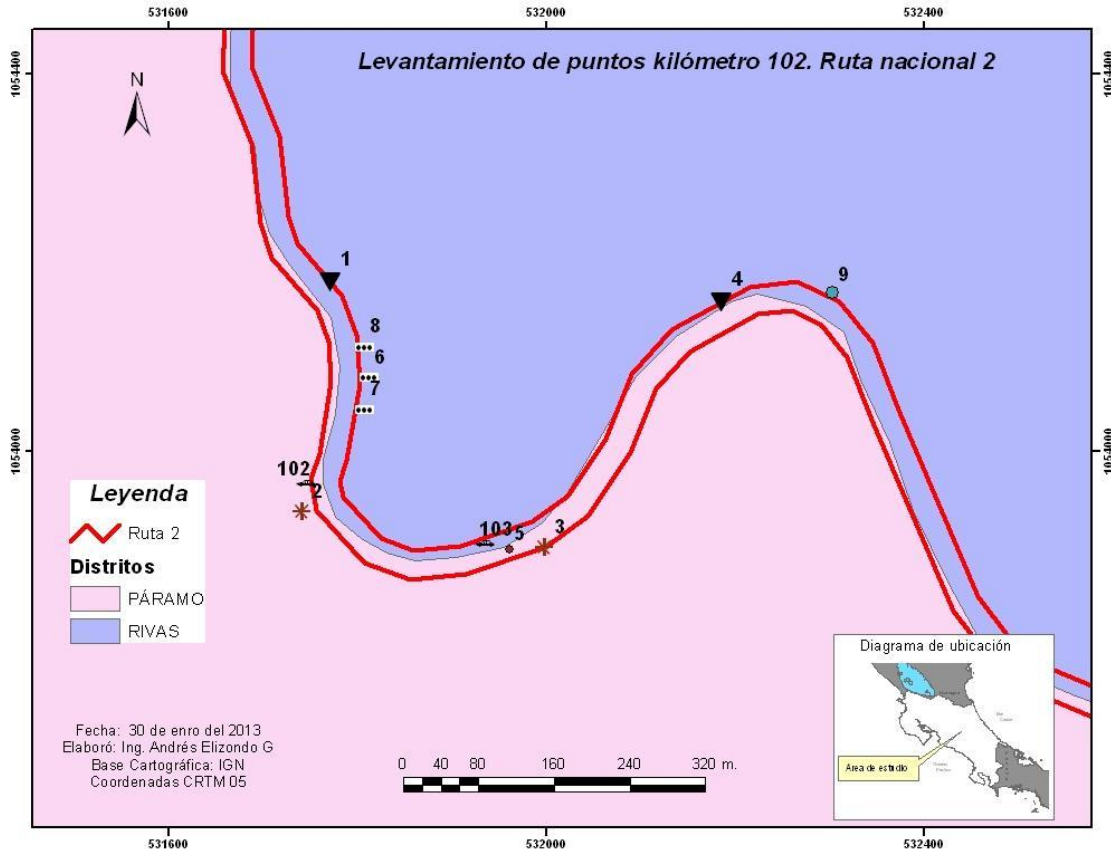 531600
532000
532400
1054400
Levantamiento de puntos kilómetro 102. Ruta nacional 2
1054400
N
1
4
9
8
6
7
1054000
1054000
102
2
103
5
3
Leyenda
Ruta 2
Distritos
PÁRAMO
RIVAS
Diagrama de ubicación
Area de estudio
Fecha: 30 de enro del 2013
Elaboró: Ing. Andrés Elizondo G
Base Cartográfica: IGN
Coordenadas CRTM 05
0 40 80 160 240 320 m.
531600
532000
532400